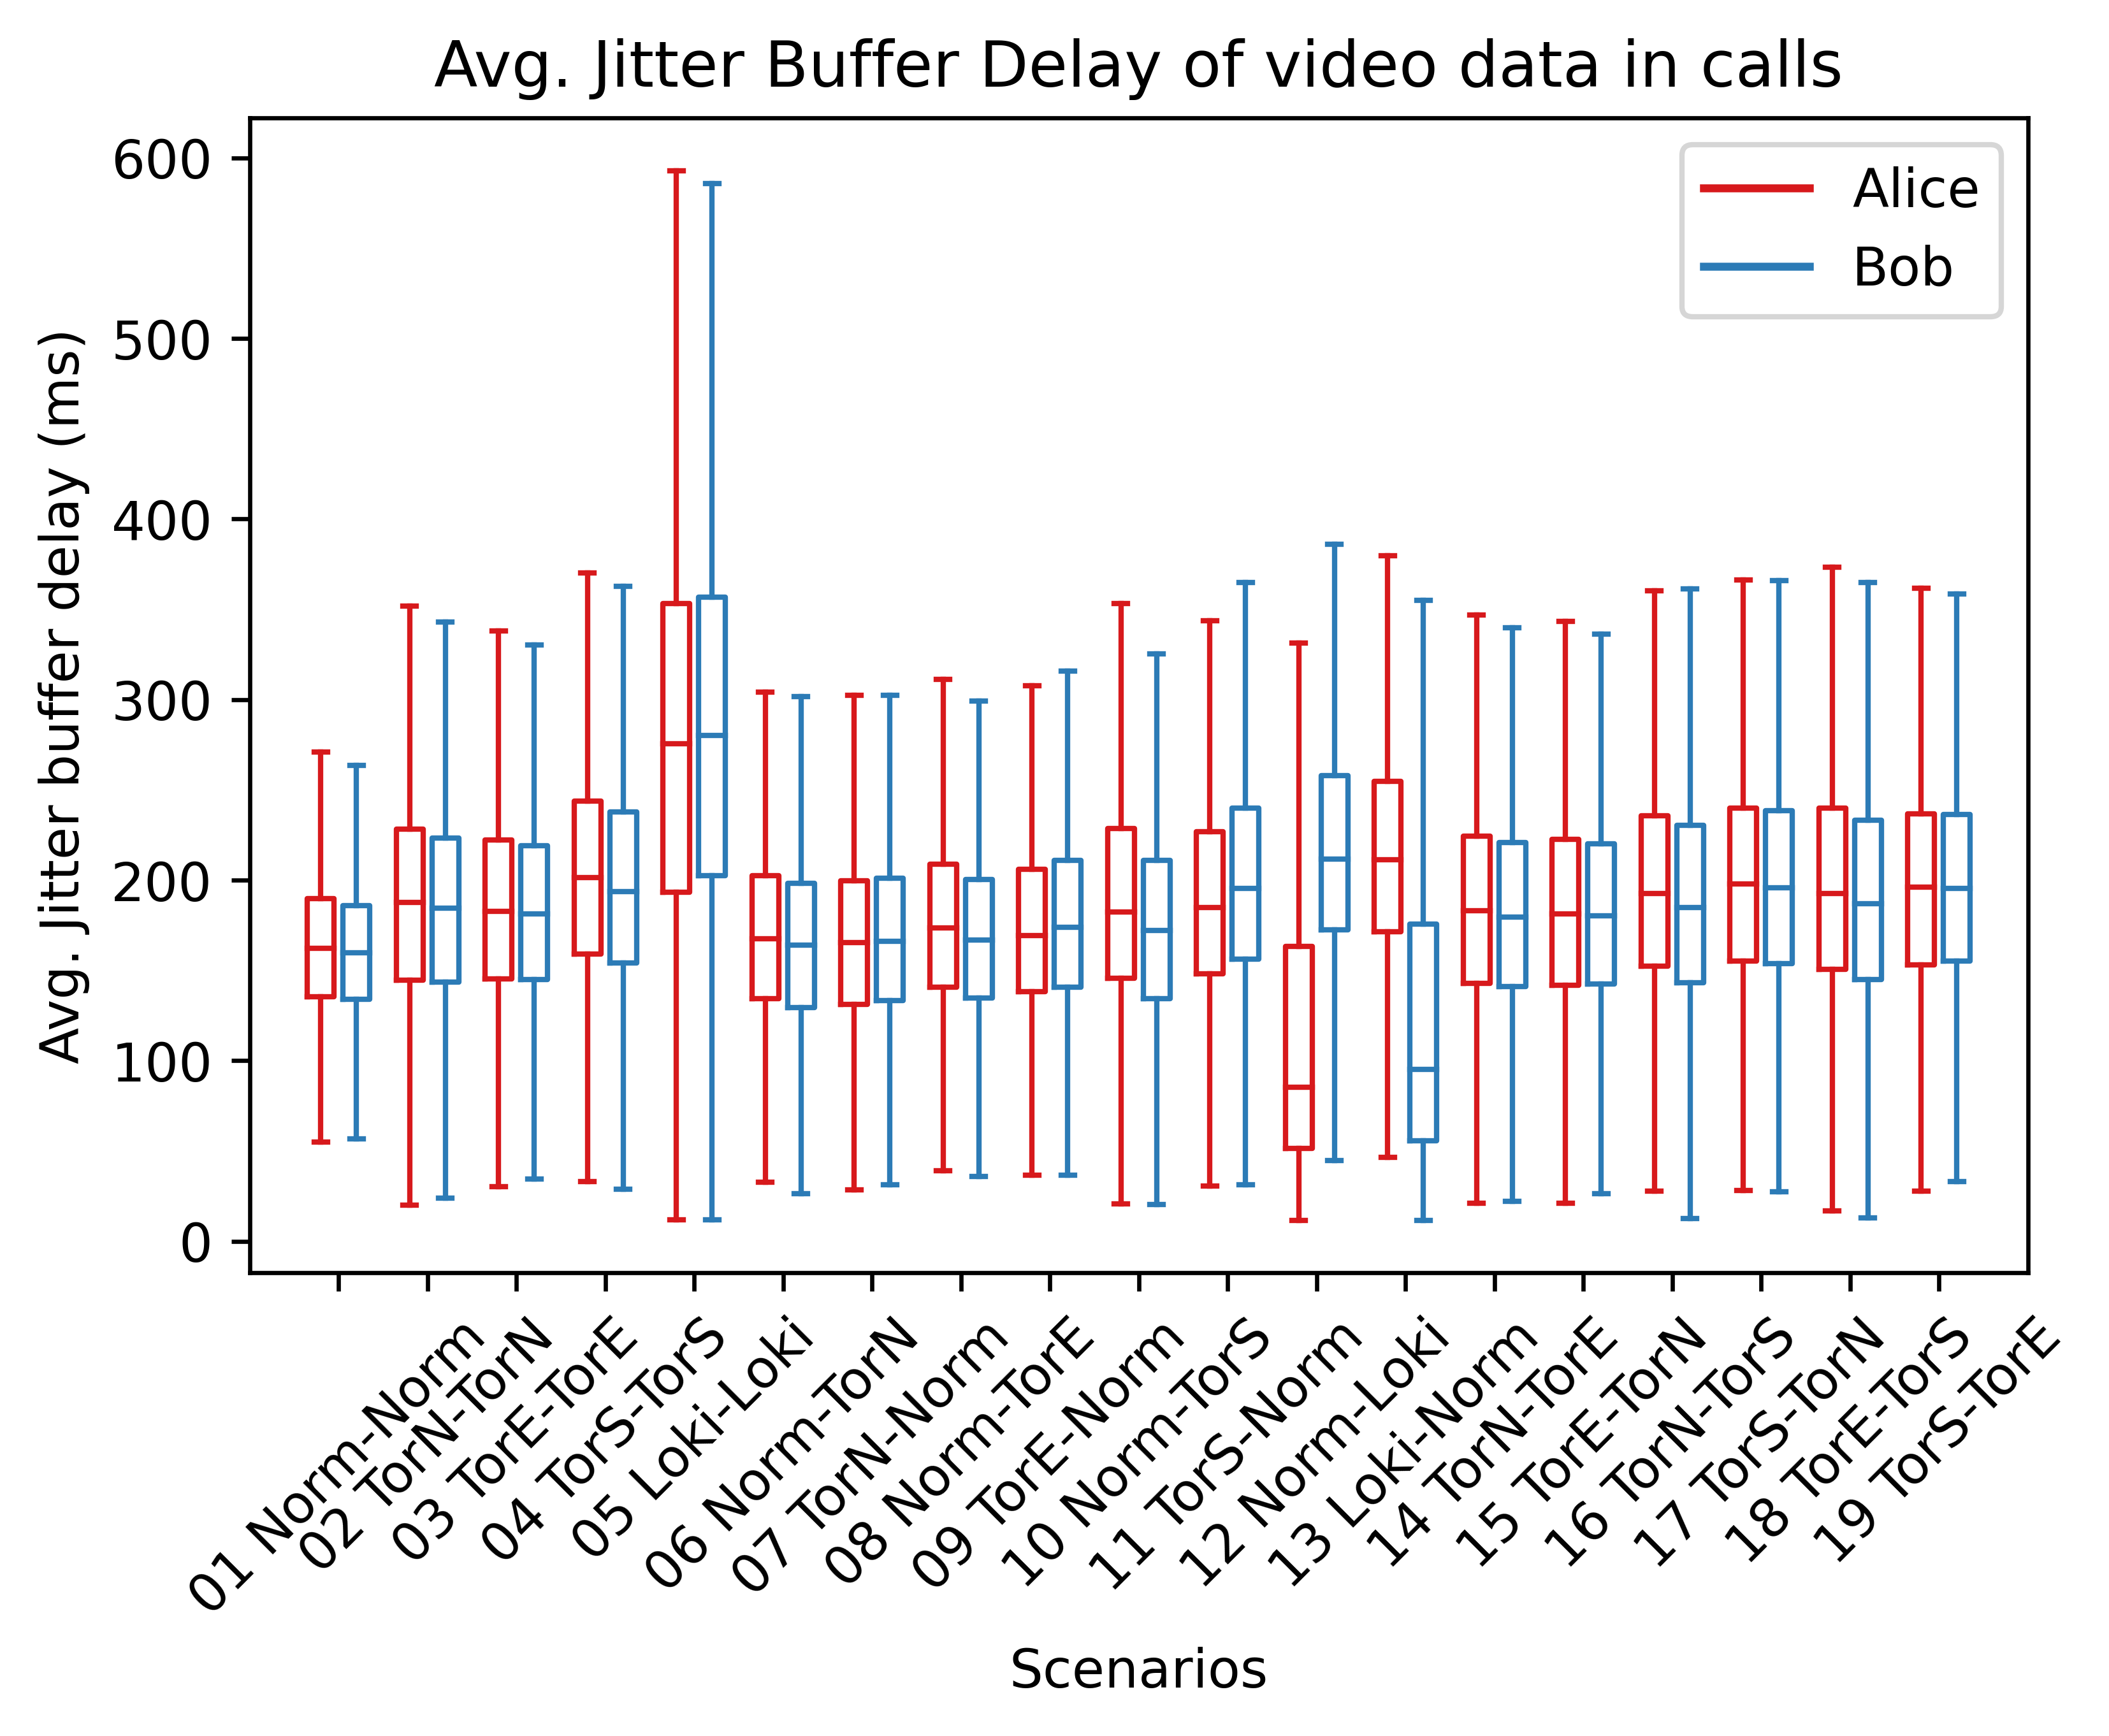 Avg. Jitter Buffer Delay of video data in calls
Avg. Jitter buffer delay (ms)
600
500
400
300
200
100
0
Alice
Bob
01 Norm-Norm
02 TorN-TorN
03 TorE-TorE
04 TorS-TorS
05 Loki-Loki
06 Norm-TorN
07 TorN-Norm
08 Norm-TorE
09 TorE-Norm
10 Norm-TorS
11 TorS-Norm
12 Norm-Loki
13 Loki-Norm
14 TorN-TorE
15 TorE-TorN
16 TorN-TorS
17 TorS-TorN
18 TorE-TorS
19 TorS-TorE
Scenarios